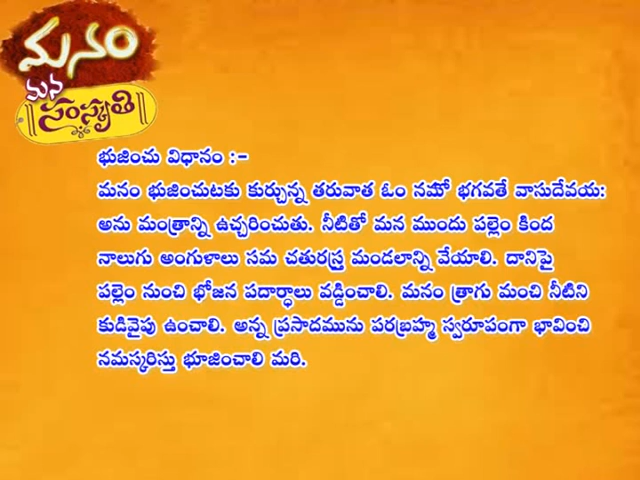 మనం
మన
సంస్కృతి
భుజించు విధానం :-
మనం భుజించుటకు కుర్చున్న తరువాత ఓం నమో భగవతే వాసుదేవయ:
అను మంత్రాన్ని ఉచ్చరించుతు. నీటితో మన ముందు పల్లెం కింద
నాలుగు అంగుళాలు సమ చతురస్ర్త మండలాన్ని వేయాలి. దానిపై
పల్లెం నుంచి భోజన పదార్ధాలు వడ్డించాలి. మనం త్రాగు మంచి నీటిని
కుడివైపు ఉంచాలి. అన్న ప్రసాదమును పరబ్రహ్మ స్వరూపంగా భావించి
నమస్కరిస్తు భూజించాలి మరి.